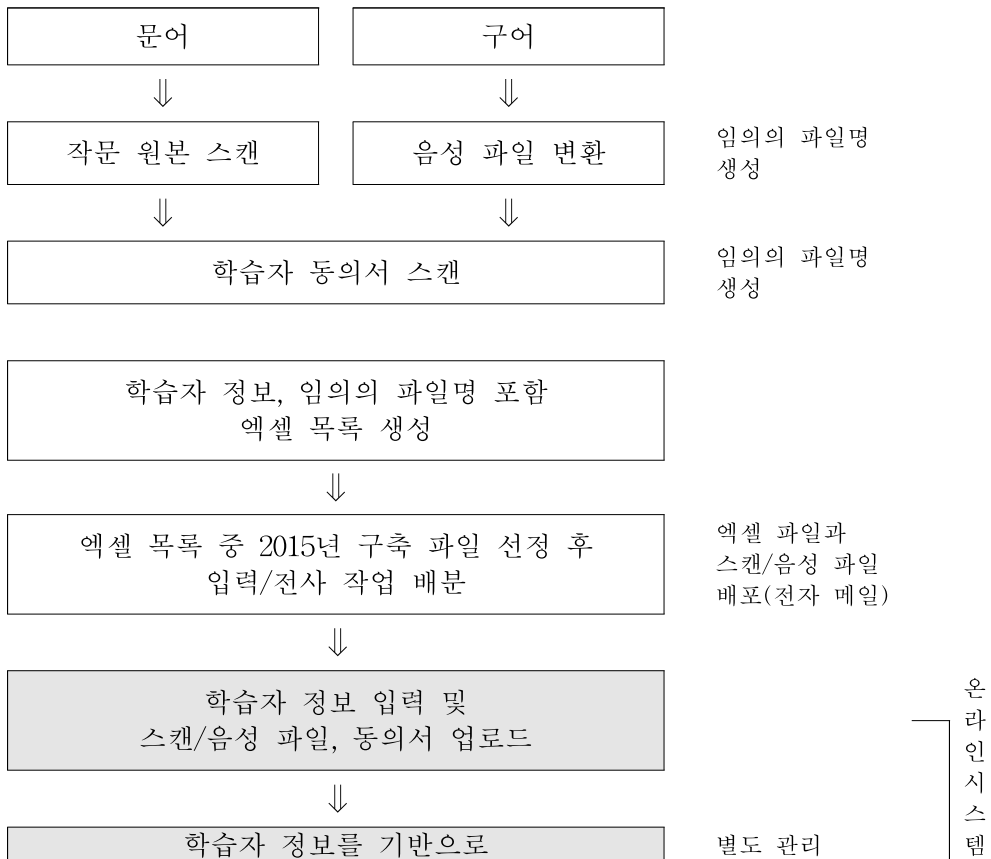 문어
구어
⇓
⇓
작문 원본 스캔
음성 파일 변환
임의의 파일명
생성
⇓
⇓
학습자 동의서 스캔
임의의 파일명
생성
학습자 정보, 임의의 파일명 포함
엑셀 목록 생성
⇓
엑셀 목록 중 2015년 구축 파일 선정 후
입력/전사 작업 배분
엑셀 파일과
스캔/음성 파일
배포(전자 메일)
⇓
학습자 정보 입력 및
스캔/음성 파일, 동의서 업로드
⇓
학습자 정보를 기반으로
별도 관리
온
라
인
시
스
템